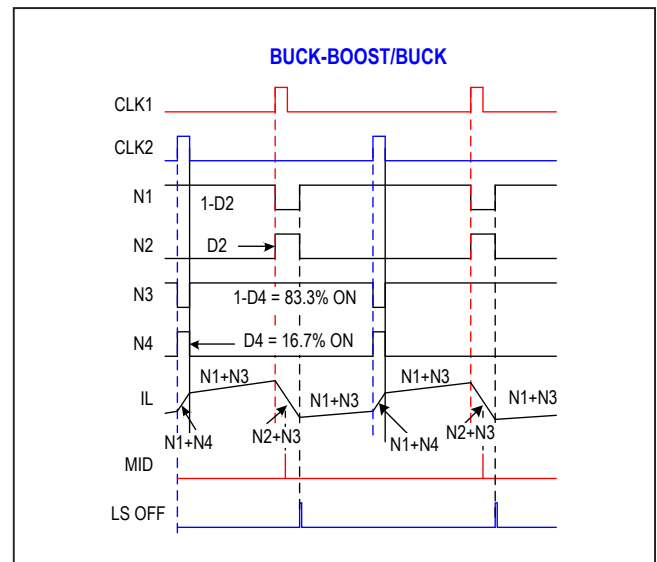 BUCK-BOOST/BUCK
CLK1
CLK2
N1
1-D2
N2
D2
N3
1-D4 = 83.3% ON
N4
D4 = 16.7% ON
IL
N1+N3
N1+N3
N1+N3
N1+N3
N1+N4
N2+N3
N1+N4
N2+N3
MID
LS OFF